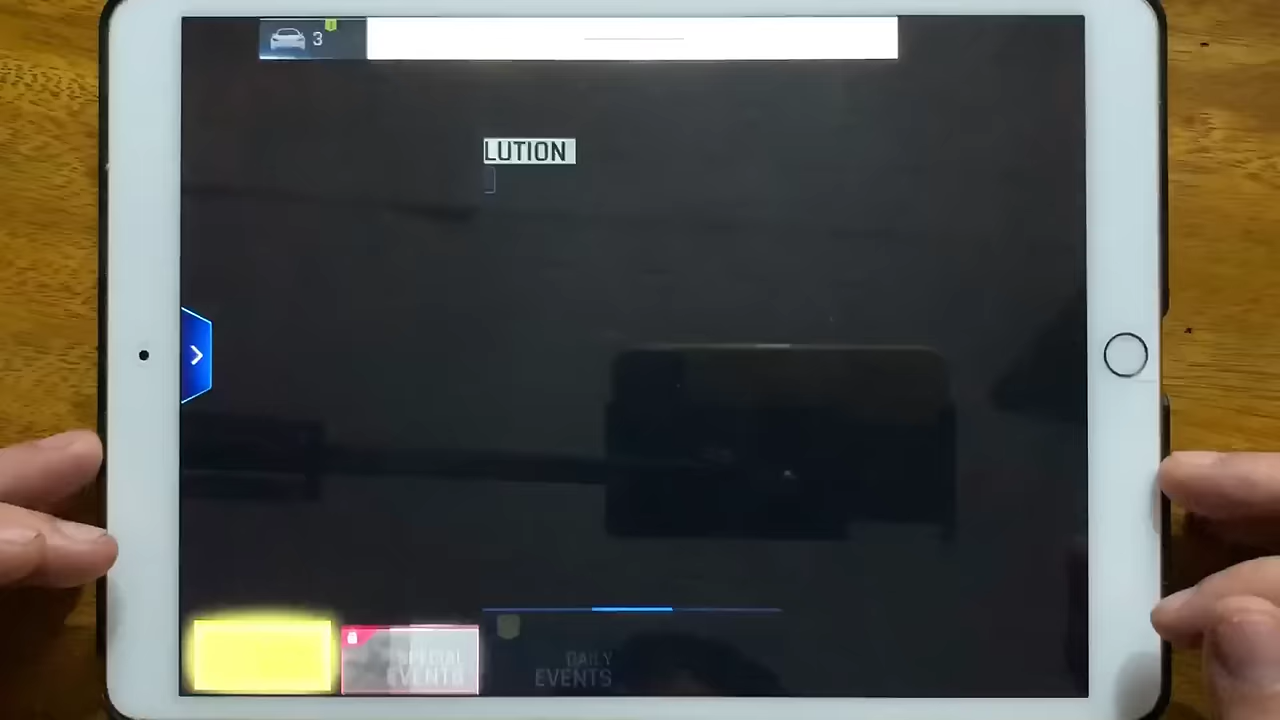 3
LUTION
SPECIAL
EVENTS
DAILY
EVENTS